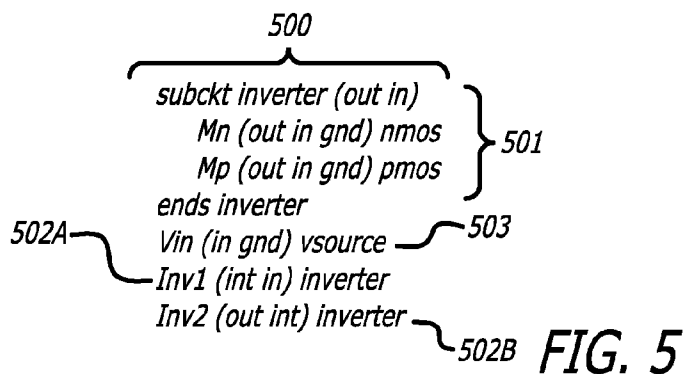 500
subckt inverter (out in)
Mn (out in gnd) nmos
501
Mp (out in gnd) pmos
ends inverter
502A
Vin (in gnd) vsource
503
Inv1 (int in) inverter
Inv2 (out int) inverter
502B
FIG. 5